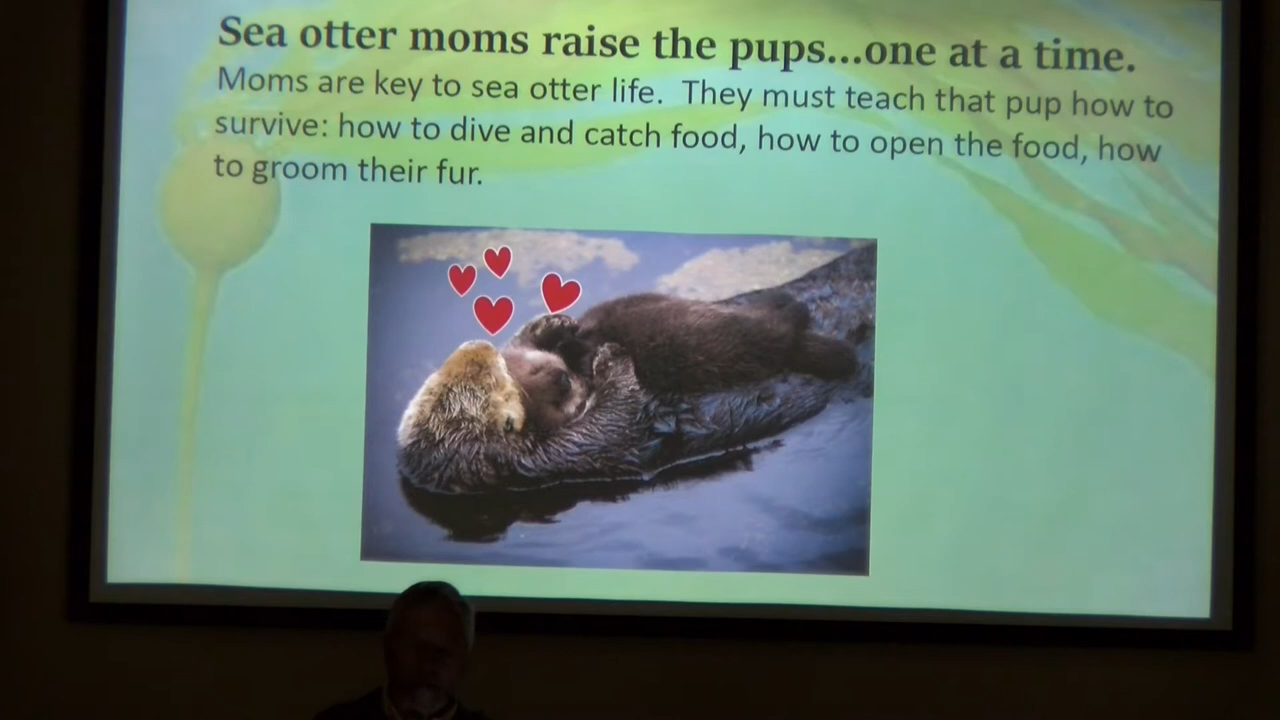 Sea otter moms raise the pups...one at a time.
Moms are key to sea otter life. They must teach that pup how to
survive: how to dive and catch food, how to open the food, how
to groom their fur.